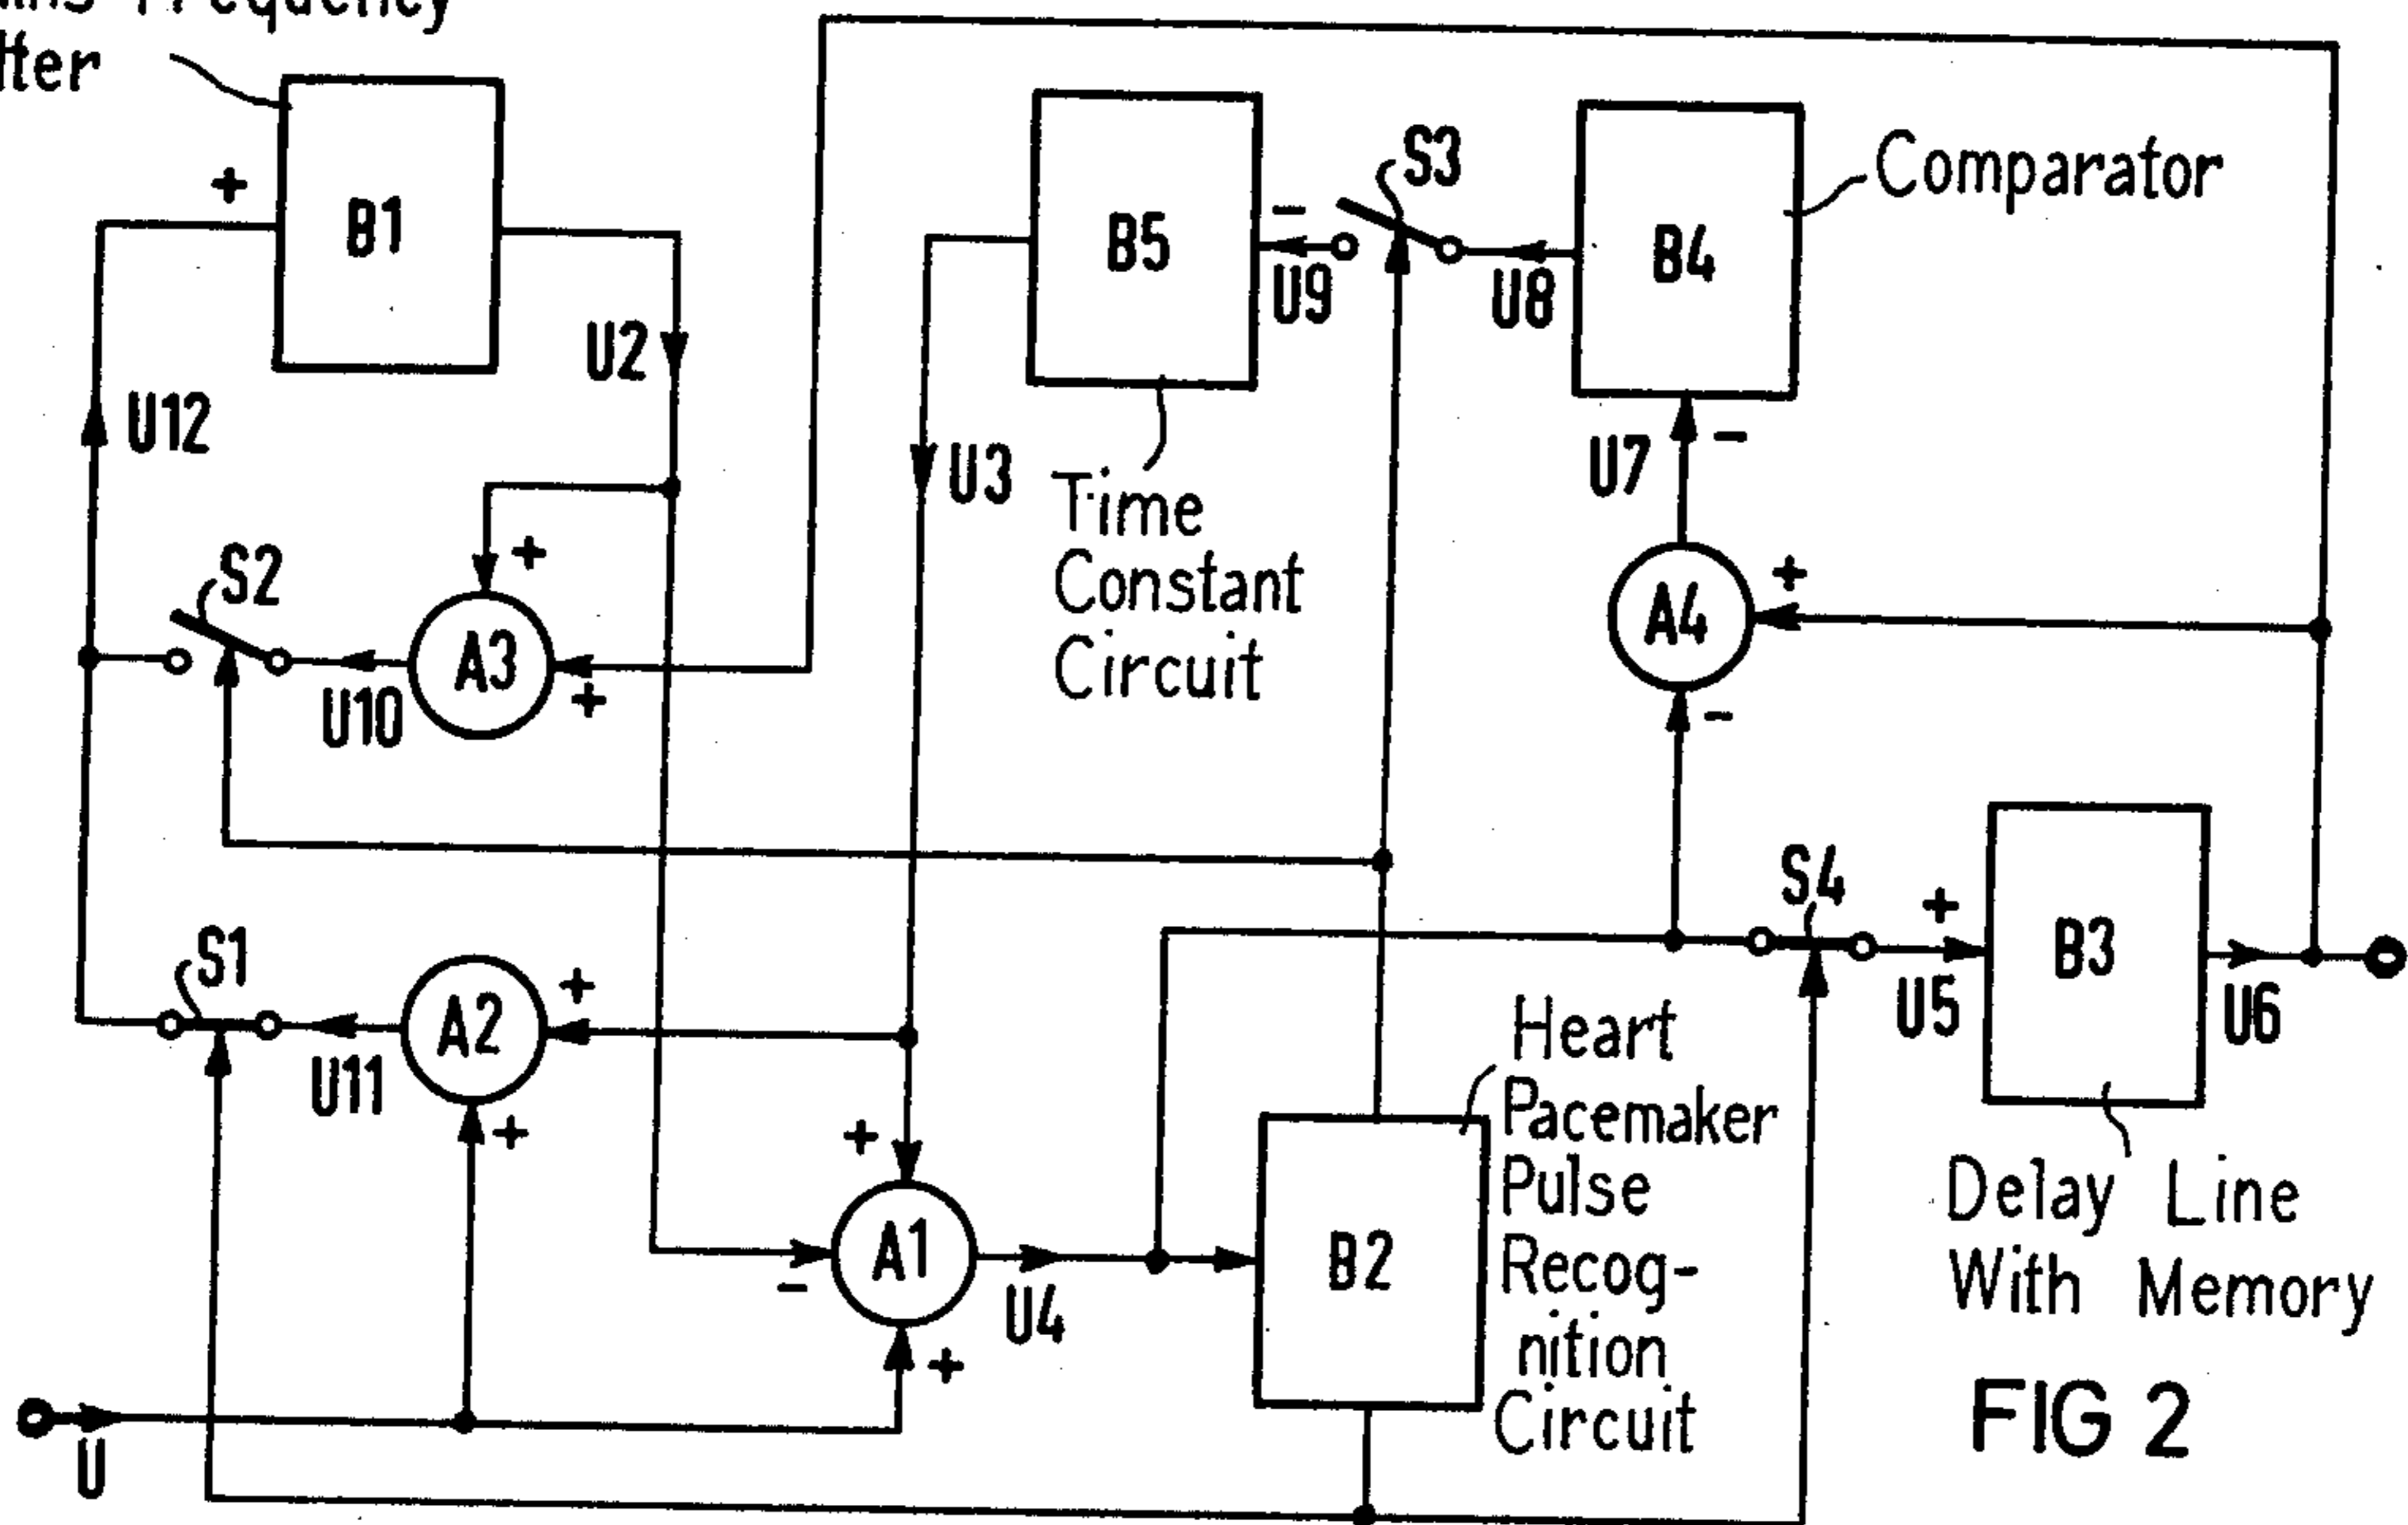 Frequency
B1
B5
S3
B4
Comparator
+
-
U9
U8
U2
U12
U3
Time
Constant
Circuit
U7
-
+
S2
A3
U10
+
+
A4
-
S1
A2
U11
+
+
S4
+
B3
U5
U6
Heart
Pacemaker
Pulse
Recog-
nition
Circuit
+
A1
-
+
U4
B2
Delay Line
With Memory
U
FIG 2